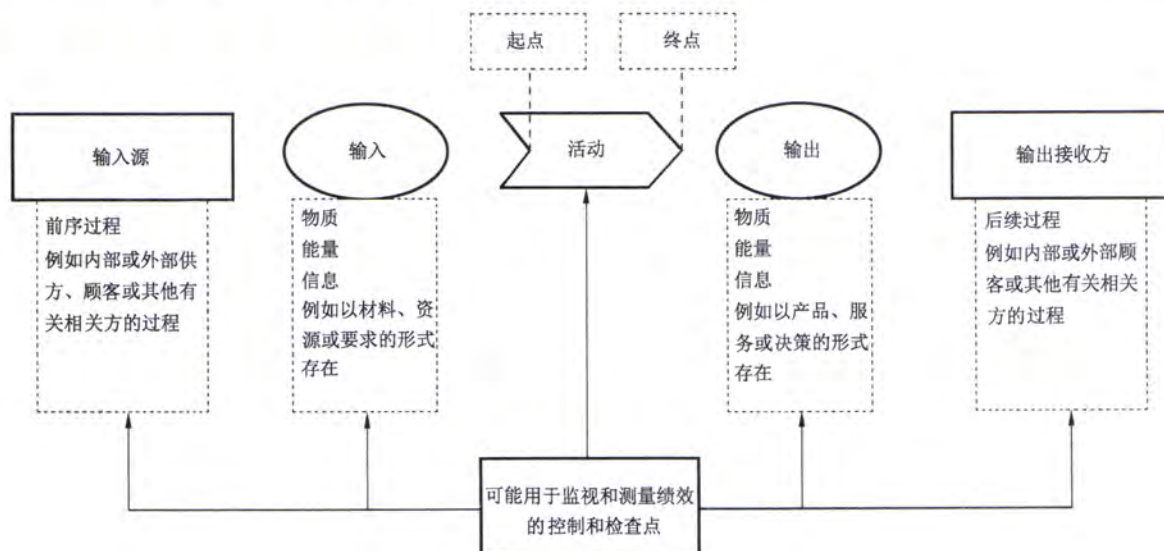 起点
终点
输入源
输入
活动
输出
输出接收方
前序过程
例如内部或外部供
方、顾客或其他有
关相关方的过程
物质
能量
信息
例如以材料、资
源或要求的形式
存在
物质
能量
信息
例如以产品、服
务或决策的形式
存在
后续过程
例如内部或外部顾
客或其他有关相关
方的过程
可能用于监视和测量绩效
的控制和检查点